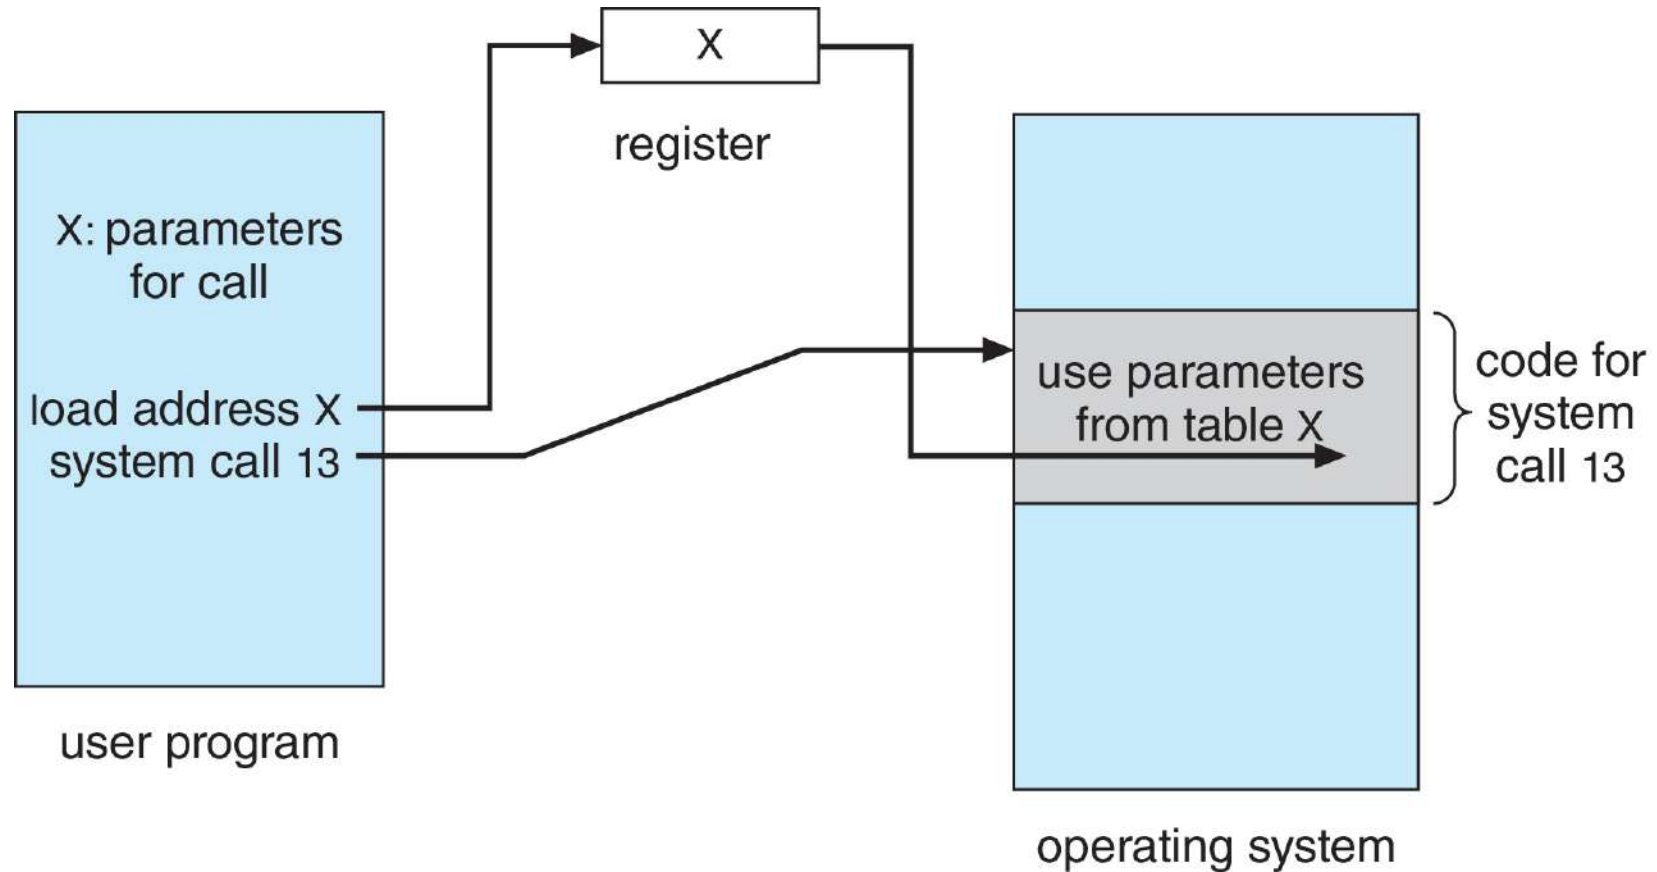 X
register
X: parameters
for call
load address X
system call 13
user program
use parameters
from table X
code for
system
call 13
operating system